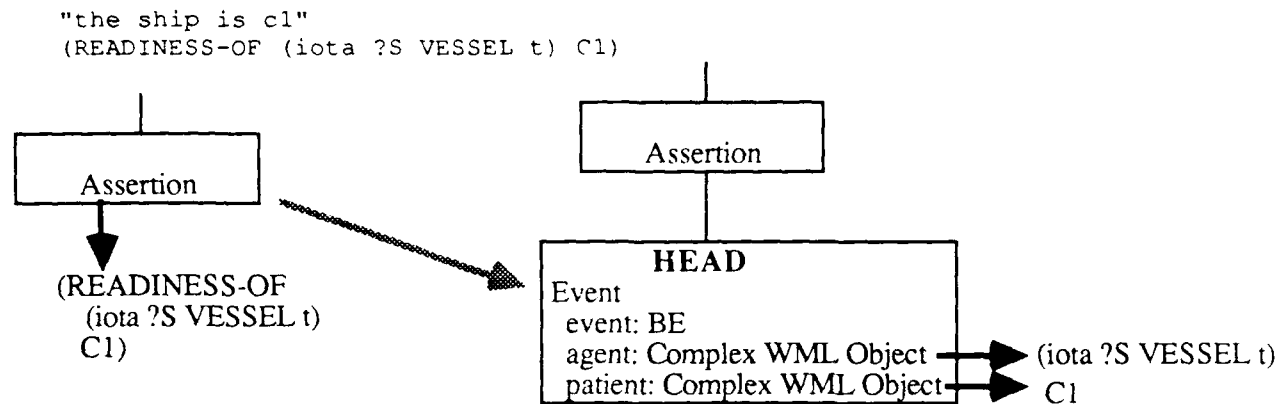 "the ship is c1"
(READINESS-OF (iota ?S VESSEL t) C1)
Assertion
(READINESS-OF
(iota ?S VESSEL t)
C1)
Assertion
HEAD
Event
event: BE
agent: Complex WML Object
(iota ?S VESSEL t)
patient: Complex WML Object
C1